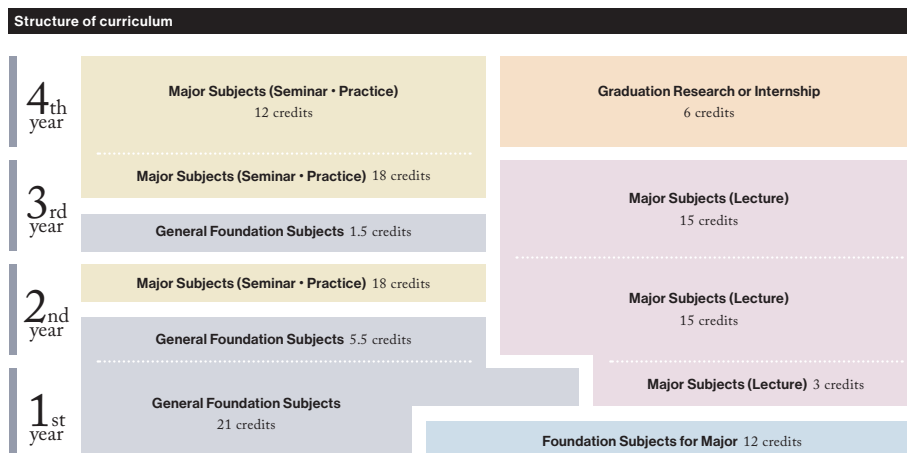 Structure of curriculum
4th
year
Major Subjects (Seminar • Practice)
12 credits
Graduation Research or Internship
6 credits
3rd
year
Major Subjects (Seminar • Practice) 18 credits
General Foundation Subjects 1.5 credits
Major Subjects (Lecture)
15 credits
2nd
year
Major Subjects (Seminar • Practice) 18 credits
General Foundation Subjects 5.5 credits
Major Subjects (Lecture)
15 credits
1st
year
General Foundation Subjects
21 credits
Major Subjects (Lecture) 3 credits
Foundation Subjects for Major 12 credits